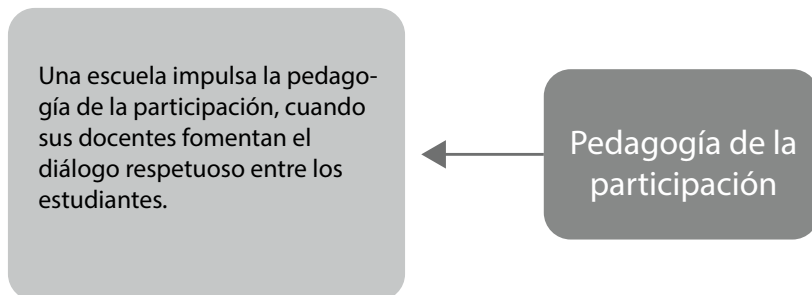 Una escuela impulsa la pedago-
gía de la participación, cuando
sus docentes fomentan el
diálogo respetuoso entre los
estudiantes.
Pedagogía de la
participación